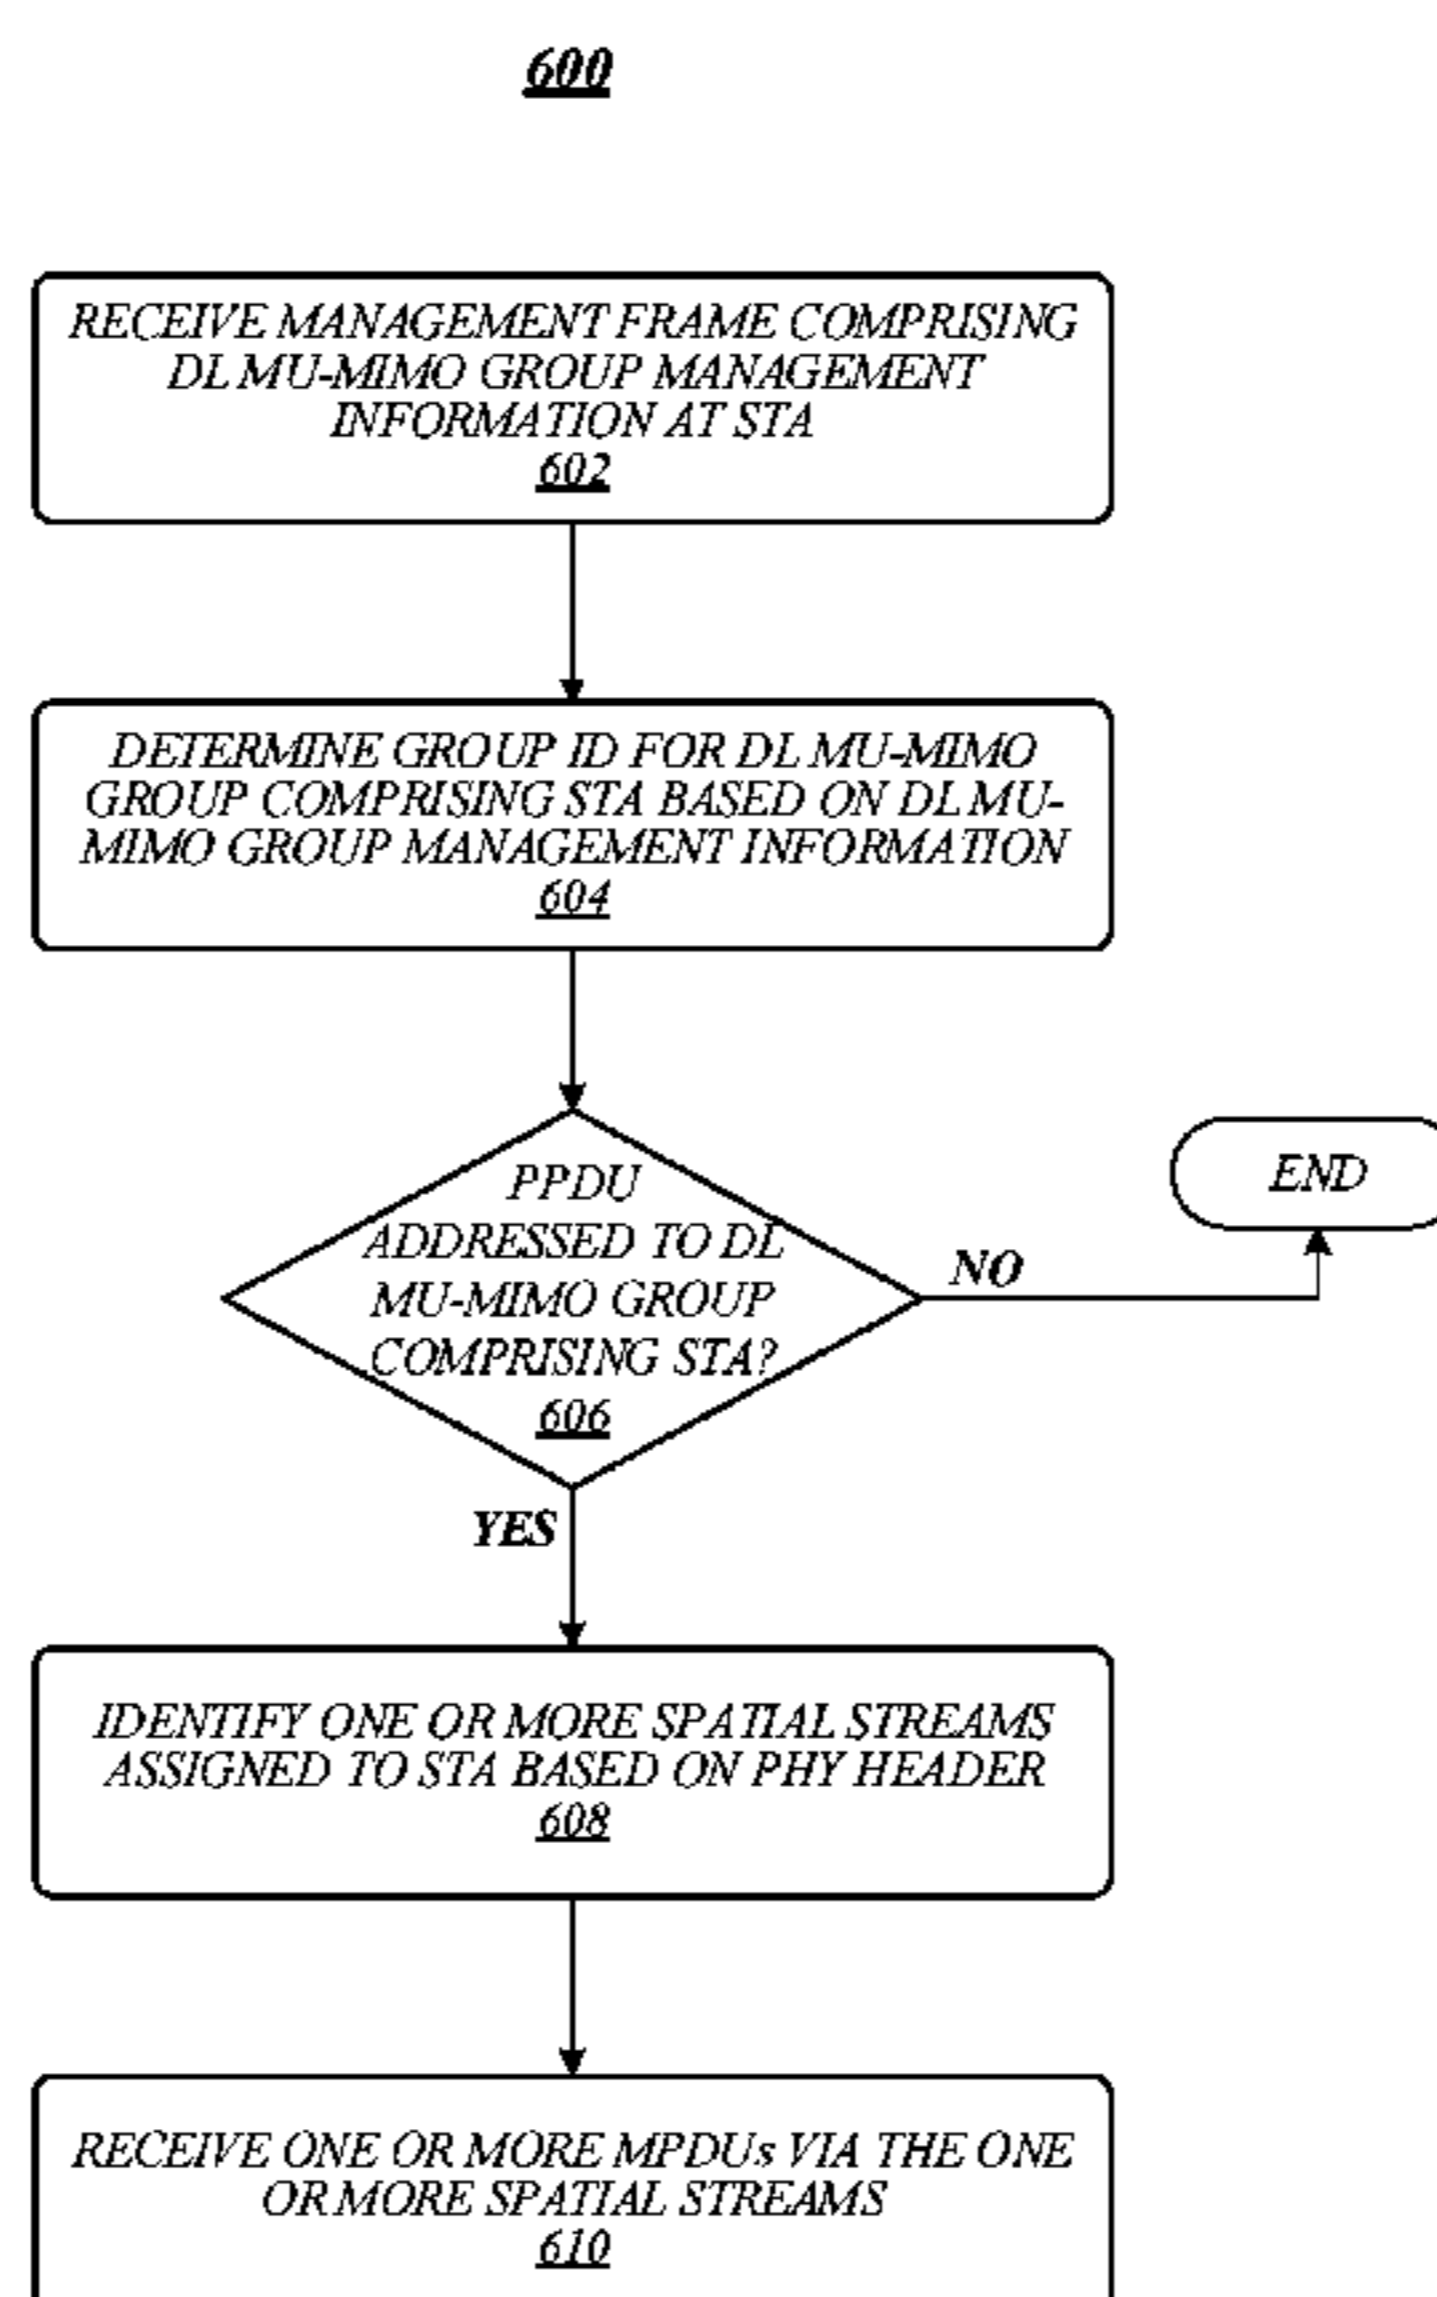 600
RECEIVE MANAGEMENT FRAME COMPRISING
DL MU-MIMO GROUP MANAGEMENT
INFORMATION AT STA
602
DETERMINE GROUP ID FOR DL MU-MIMO
GROUP COMPRISING STA BASED ON DL MU-
MIMO GROUP MANAGEMENT INFORMATION
604
PPDU
ADDRESSED TO DL
MU-MIMO GROUP
COMPRISING STA?
606
END
NO
YES
IDENTIFY ONE OR MORE SPATIAL STREAMS
ASSIGNED TO STA BASED ON PHY HEADER
608
RECEIVE ONE OR MORE MPDUs VIA THE ONE
OR MORE SPATIAL STREAMS
610